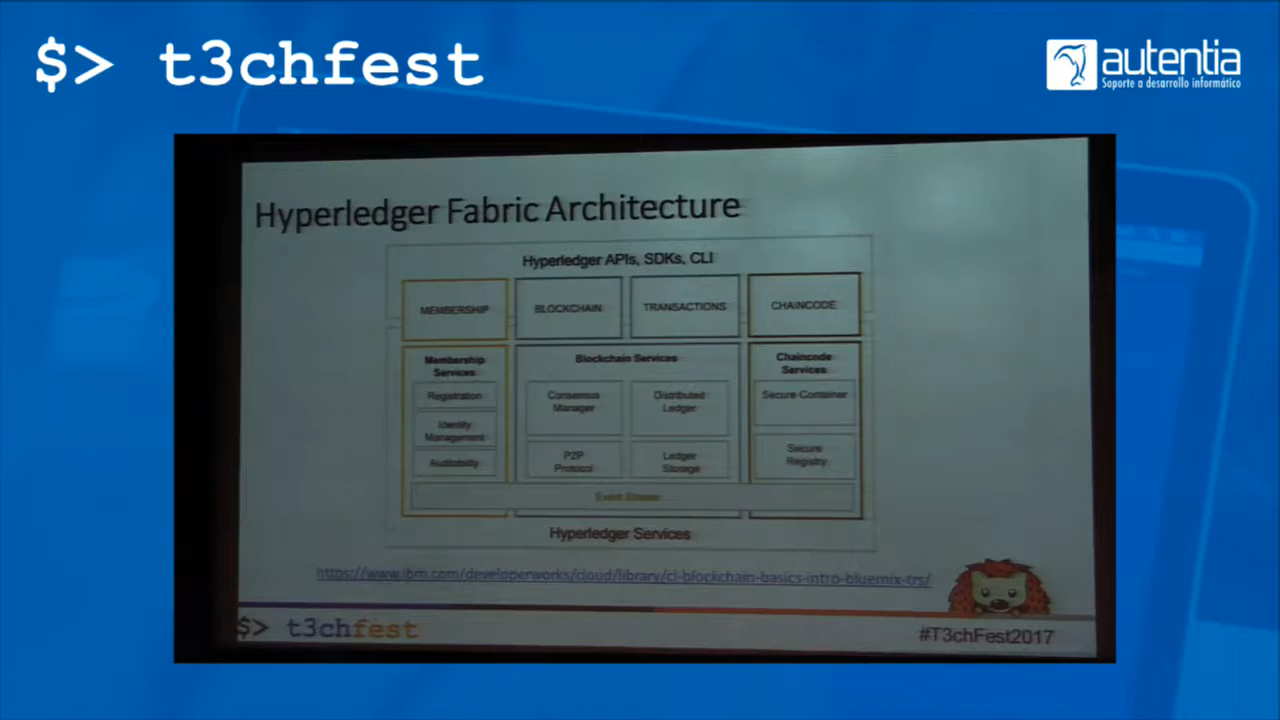 $> t3chfest
autentia
Soporte a desarrollo informático
Hyperledger Fabric Architecture
Hyperledger APIs, SDKs, CLI
MEMBERSHIP
BLOCKCHAIN
TRANSACTIONS
CHAINCODE
Membership
Services
Registration
Identity
Management
Auditability
Blockchain Services
Consensus
Manager
Distributed
Ledger
P2P
Protocol
Ledger
Storage
Chaincode
Services
Secure Container
Secure
Registry
Event Stream
Hyperledger Services
https://www.ibm.com/developerworks/cloud/library/cl-blockchain-basics-intro-bluemix-trs/
$> t3chfest
#T3chFest2017